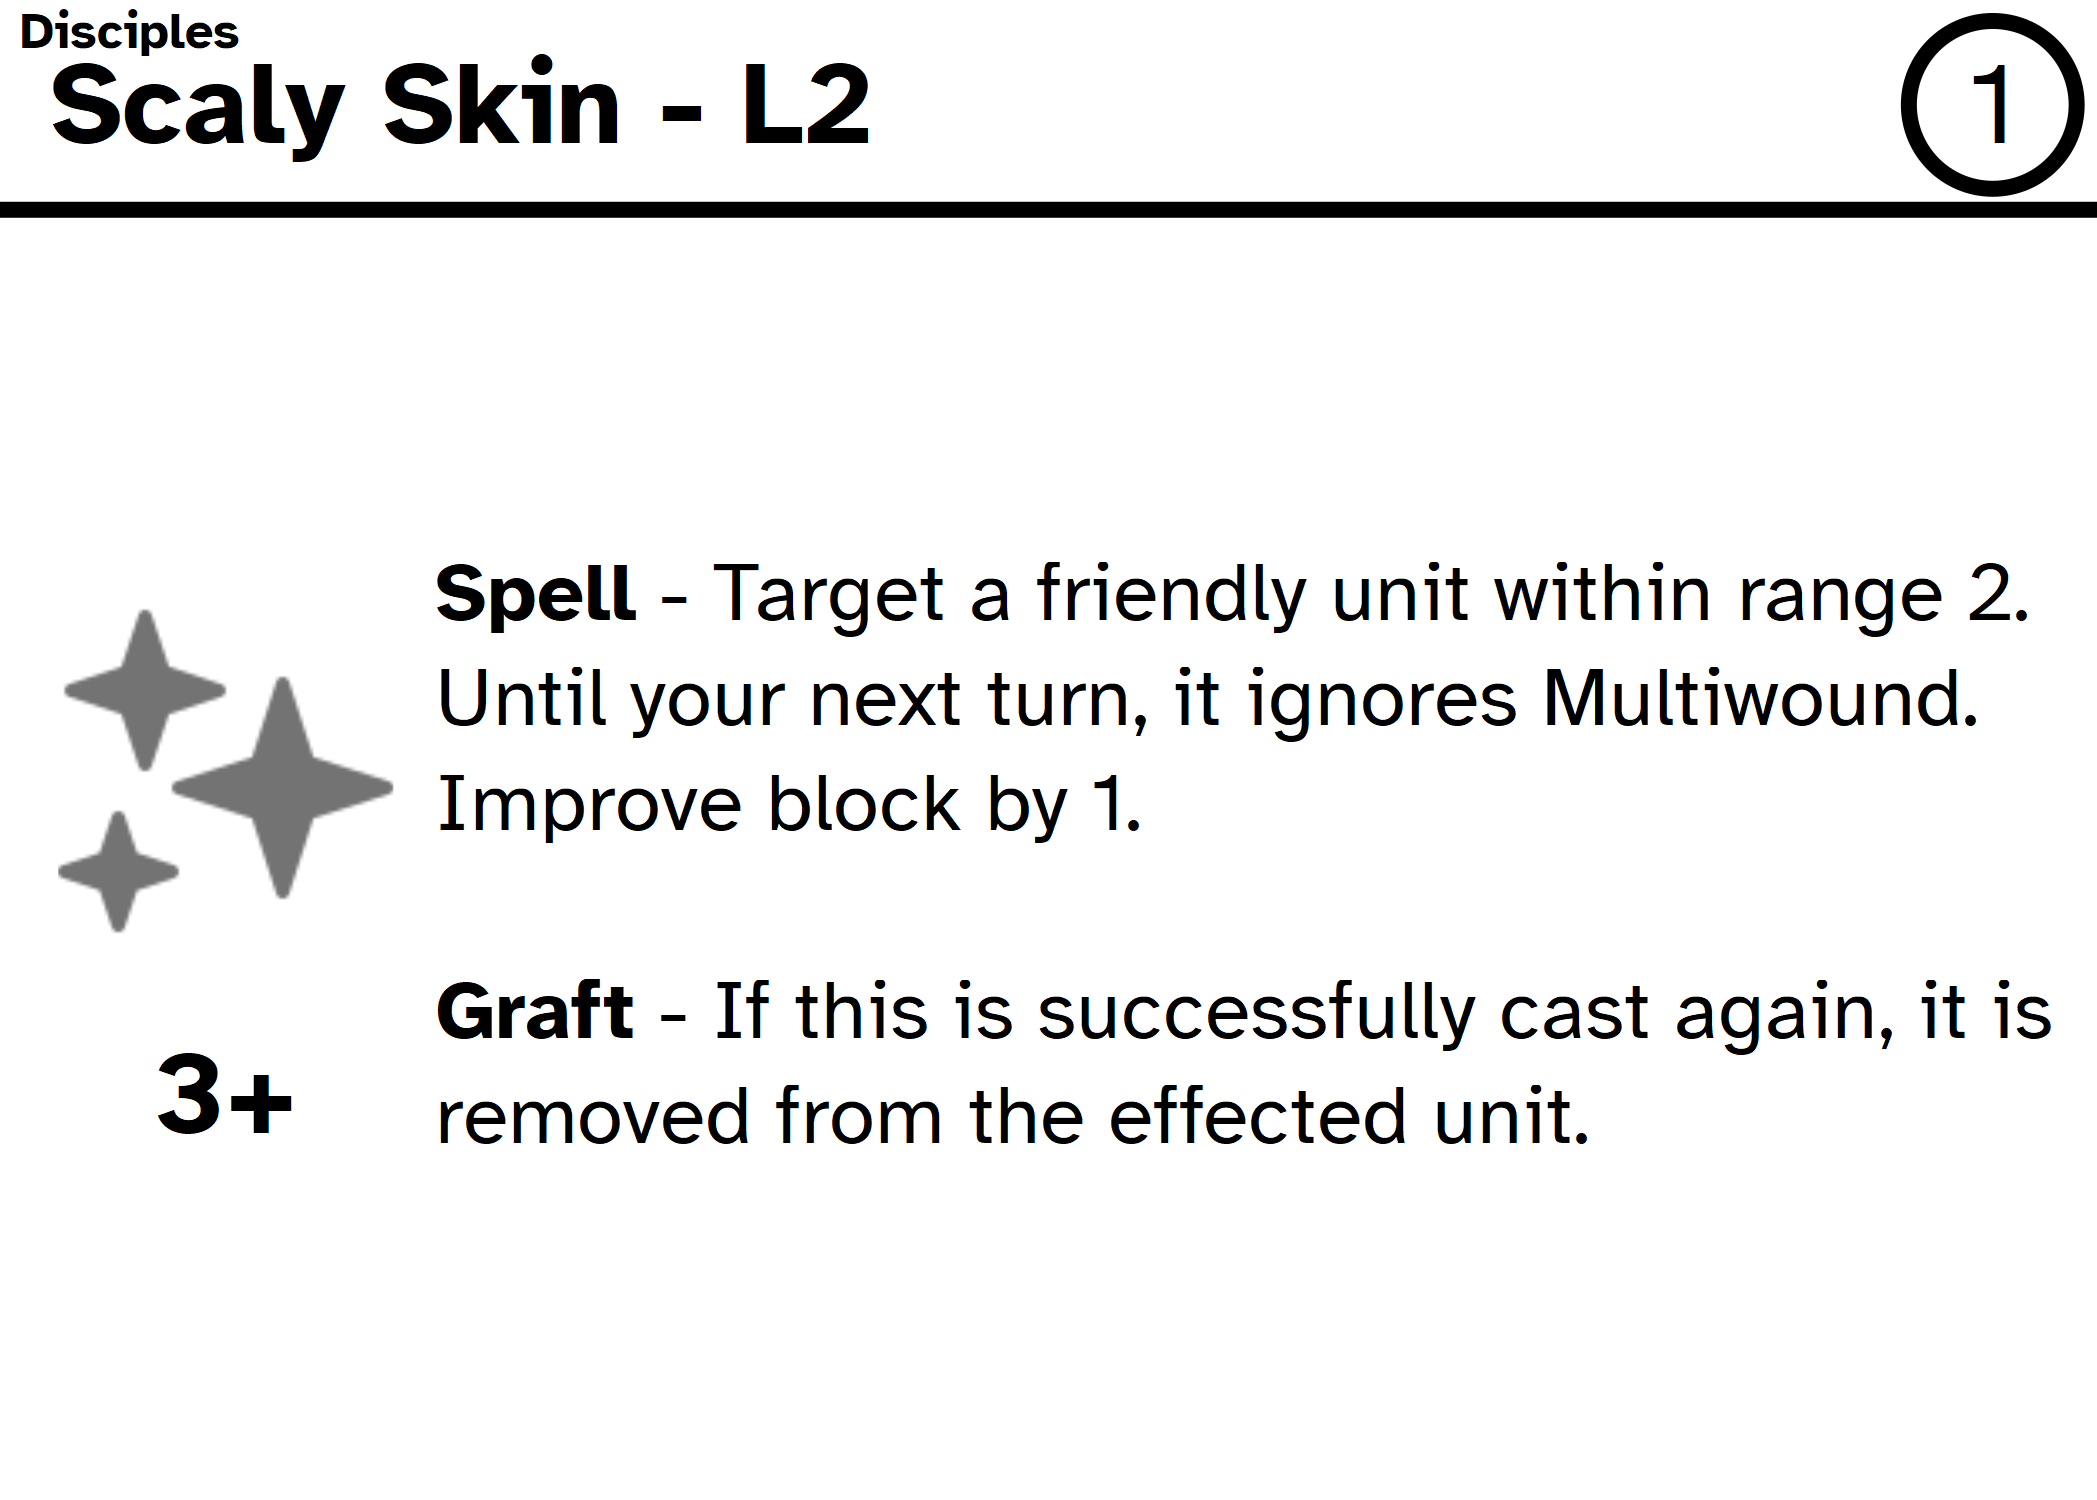 Disciples
Scaly Skin - L2
1
Spell - Target a friendly unit within range 2.
Until your next turn, it ignores Multiwound.
Improve block by 1.
Graft - If this is successfully cast again, it is
removed from the effected unit.
3+